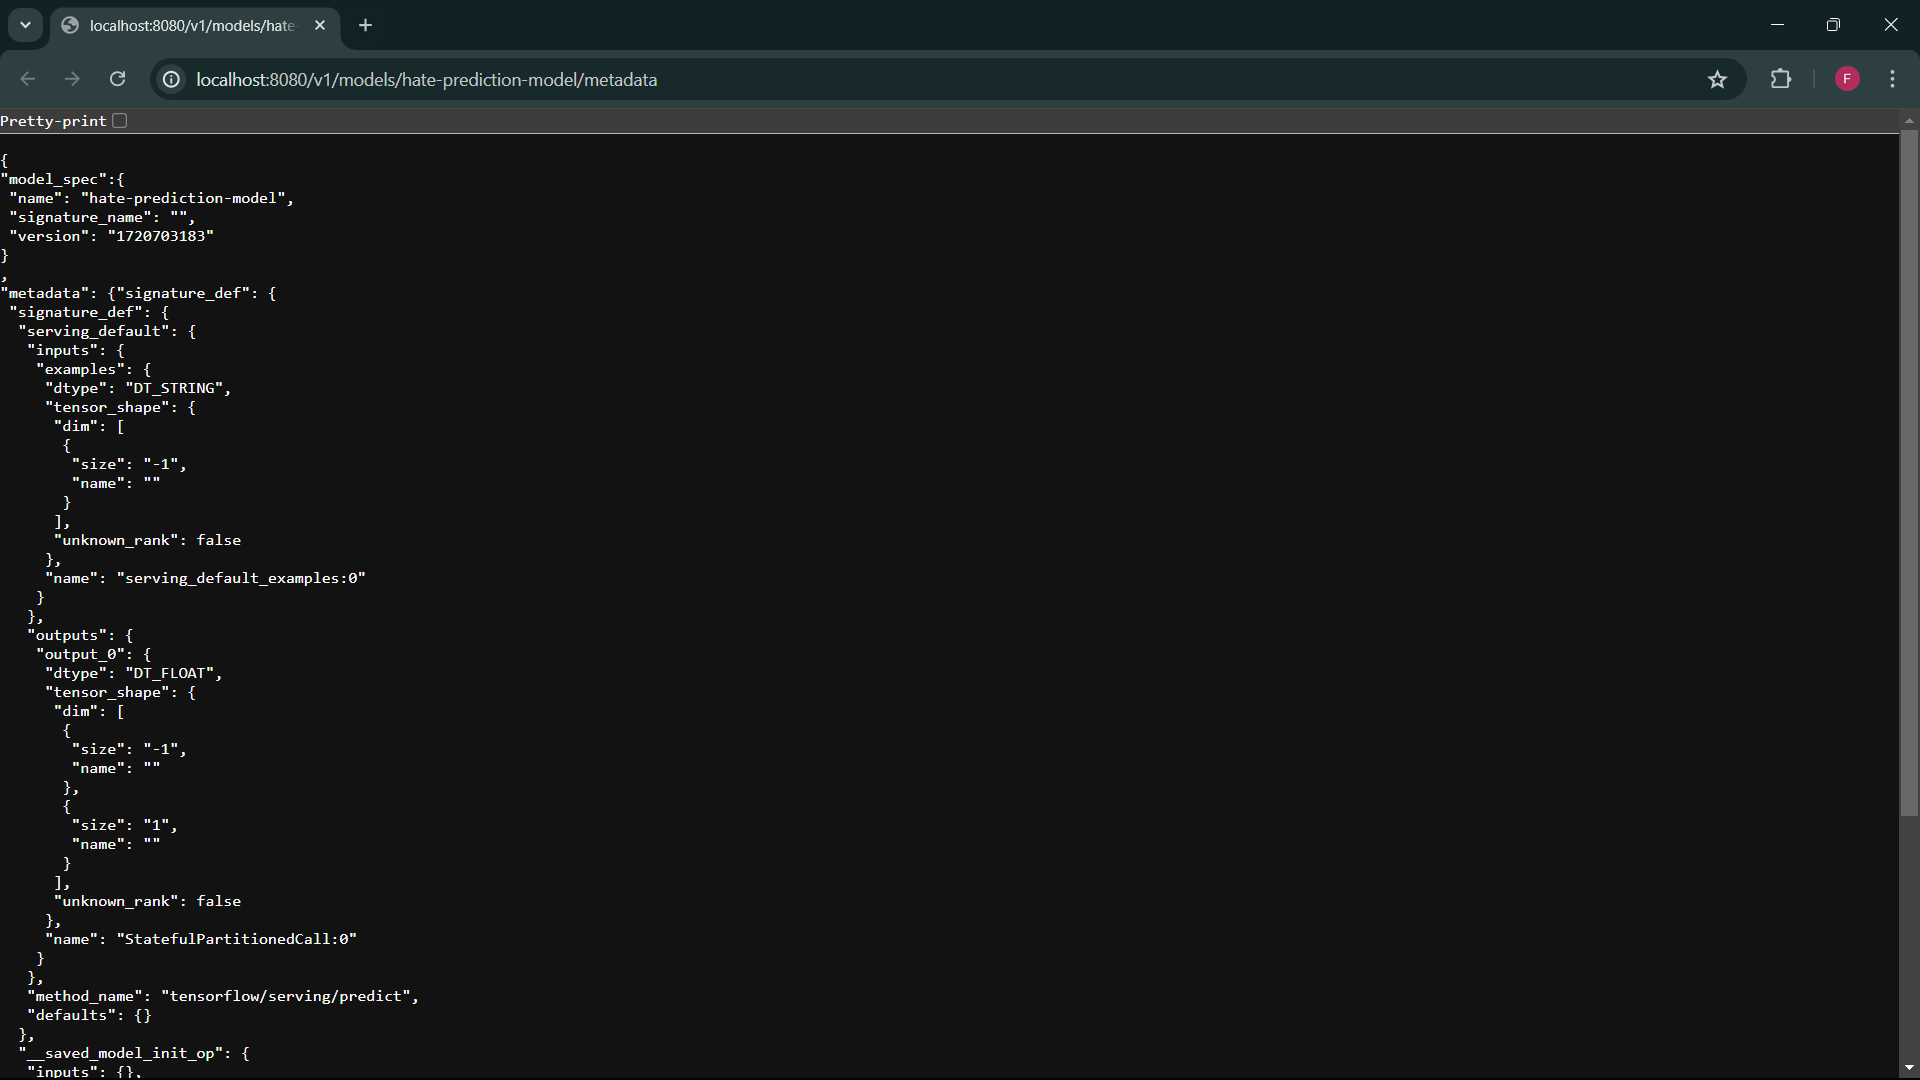 localhost:8080/v1/models/hate-
localhost:8080/v1/models/hate-prediction-model/metadata
F
Pretty-print
{
"model_spec":{
 "name": "hate-prediction-model",
 "signature_name": "",
 "version": "1720703183"
}
,
"metadata": {"signature_def": {
 "signature_def": {
  "serving_default": {
   "inputs": {
    "examples": {
     "dtype": "DT_STRING",
     "tensor_shape": {
      "dim": [
       {
        "size": "-1",
        "name": ""
       }
      ],
      "unknown_rank": false
     },
     "name": "serving_default_examples:0"
    }
   },
   "outputs": {
    "output_0": {
     "dtype": "DT_FLOAT",
     "tensor_shape": {
      "dim": [
       {
        "size": "-1",
        "name": ""
       },
       {
        "size": "1",
        "name": ""
       }
      ],
      "unknown_rank": false
     },
     "name": "StatefulPartitionedCall:0"
    }
   },
   "method_name": "tensorflow/serving/predict",
   "defaults": {}
  },
  "__saved_model_init_op": {
   "inputs": {},